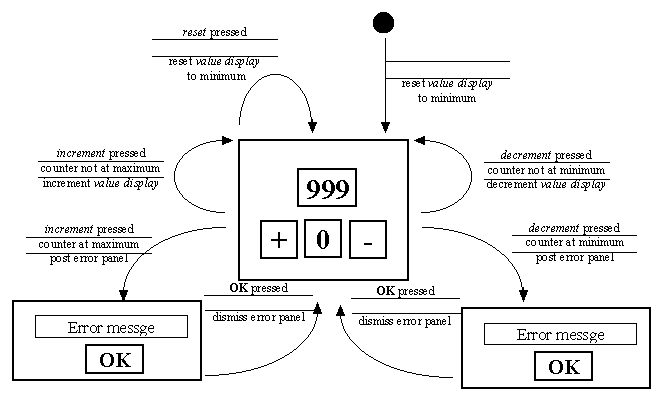 reset pressed
reset value display
to minimum
reset value display
to minimum
increment pressed
counter not at maximum
increment value display
decrement pressed
counter not at minimum
decrement value display
999
+ 0 -
increment pressed
counter at maximum
post error panel
decrement pressed
counter at minimum
post error panel
OK pressed
dismiss error panel
OK pressed
dismiss error panel
Error messge
OK
Error messge
OK